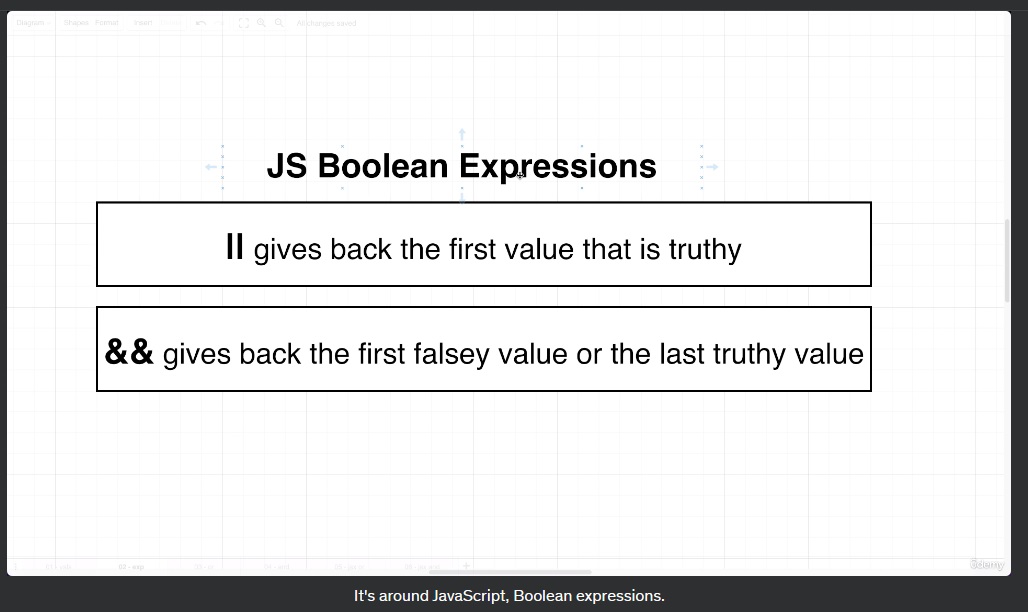 Diagram Shapes Format Insert All changes saved
JS Boolean Expressions
|| gives back the first value that is truthy
&& gives back the first falsey value or the last truthy value
ûdemy
It's around JavaScript, Boolean expressions.